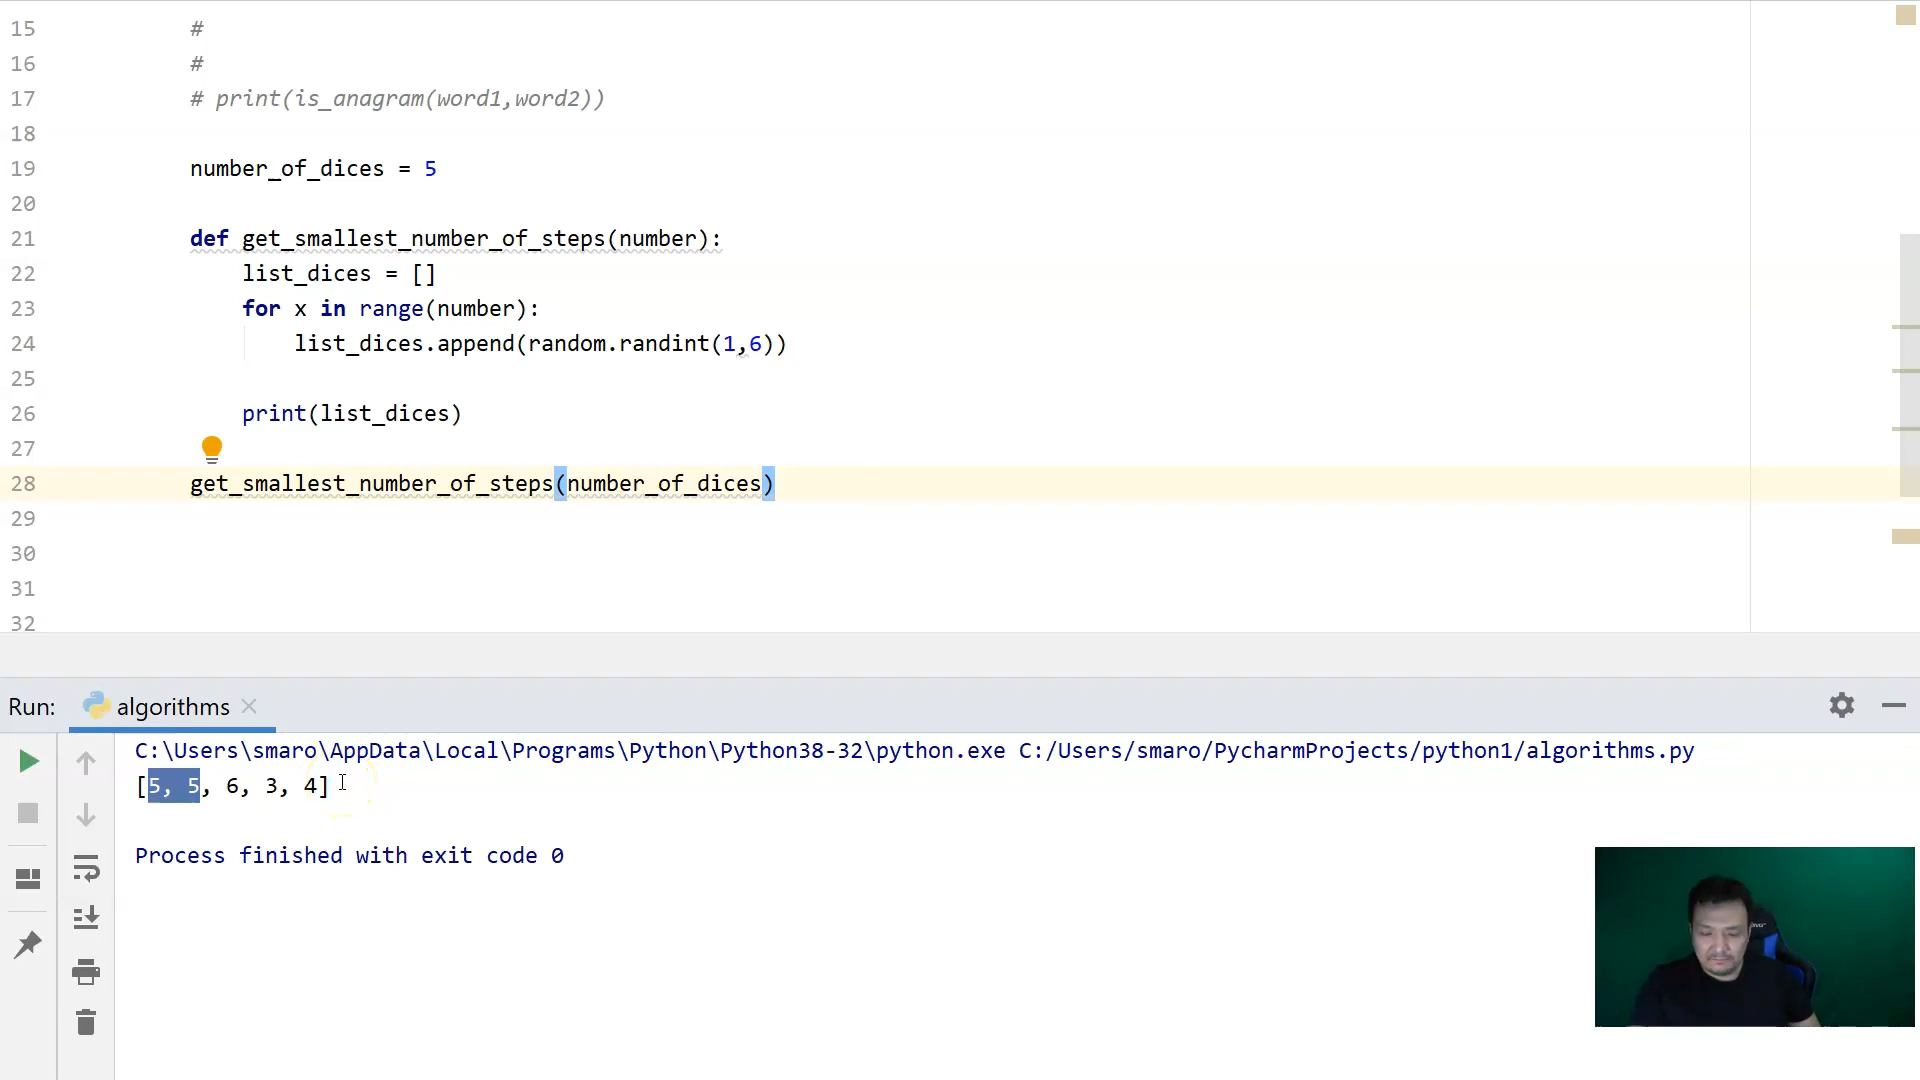 15 #
16 #
17 # print(is_anagram(word1,word2))
18
19 number_of_dices = 5
20
21 def get_smallest_number_of_steps(number):
22 list_dices = []
23 for x in range(number):
24 list_dices.append(random.randint(1,6))
25
26 print(list_dices)
27
28 get_smallest_number_of_steps(number_of_dices)
29
30
31
32
Run: algorithms
C:\Users\smaro\AppData\Local\Programs\Python\Python38-32\python.exe C:/Users/smaro/PycharmProjects/python1/algorithms.py
[5, 5, 6, 3, 4]
Process finished with exit code 0